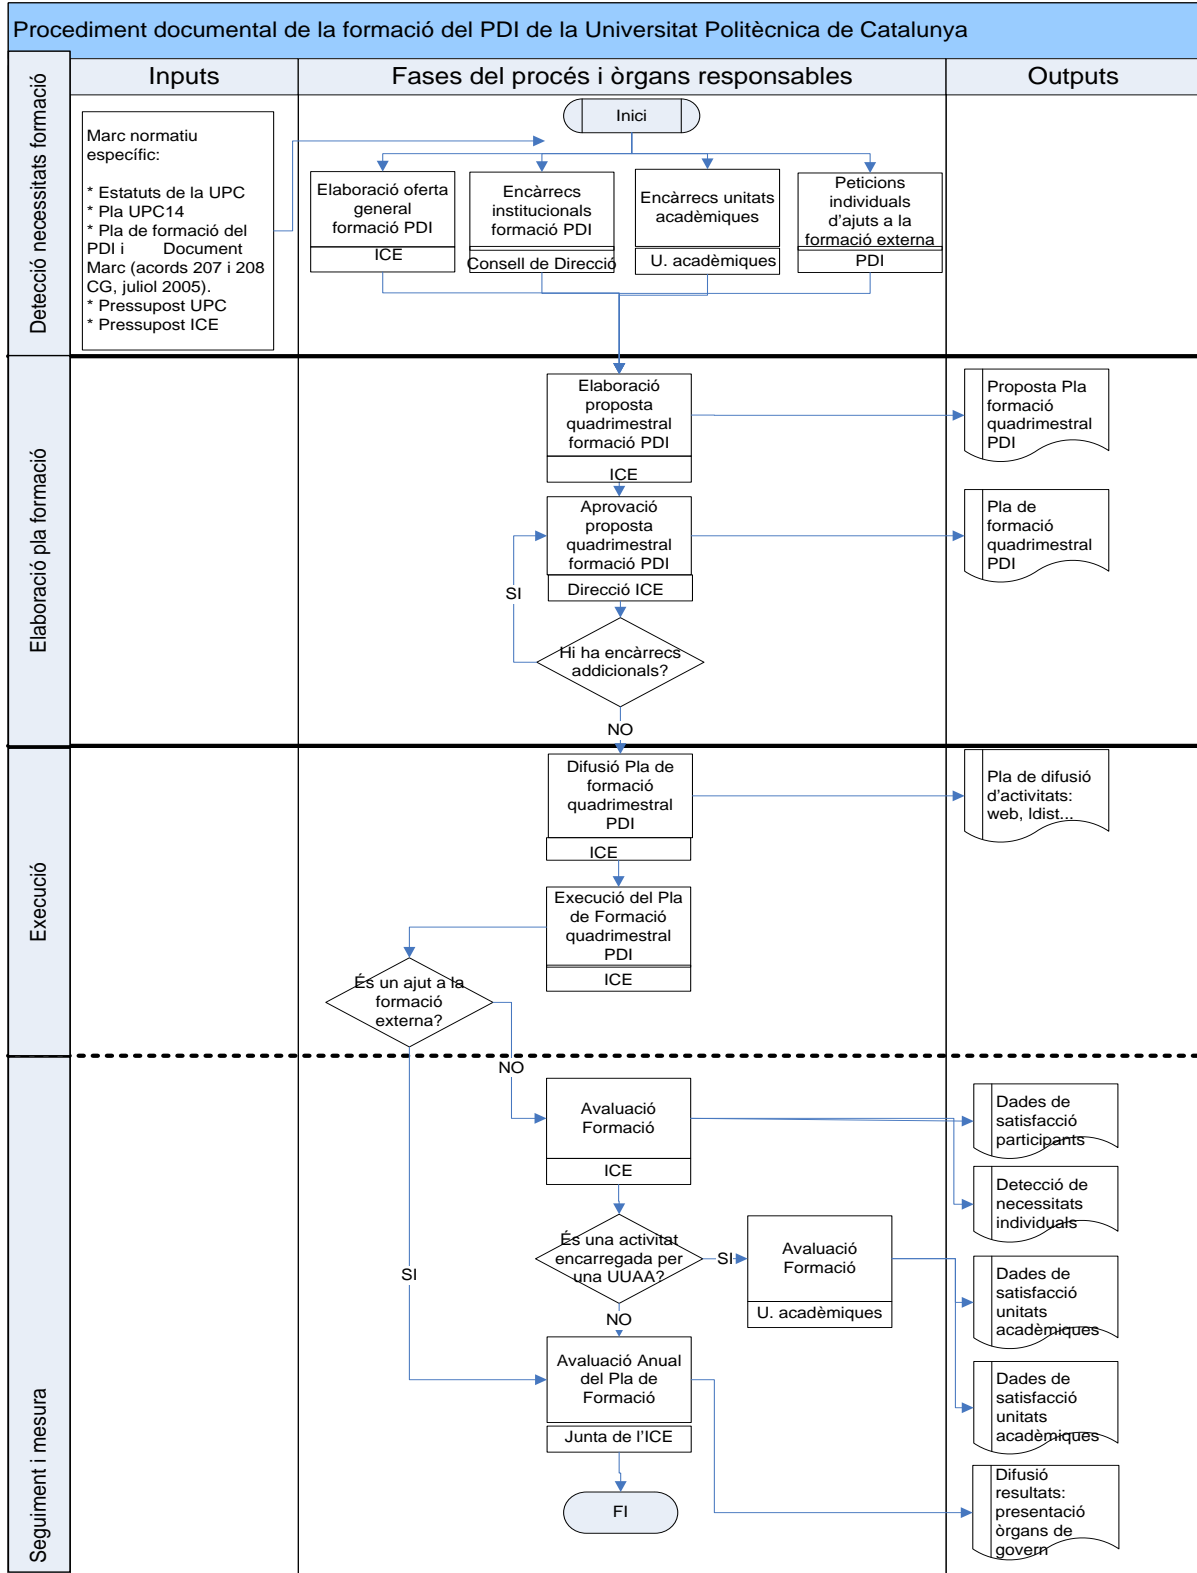 Procediment documental de la formació del PDI de la Universitat Politècnica de Catalunya
Inputs
Fases del procés i òrgans responsables
Outputs
Detecció necessitats formació
Marc normatiu
específic:
* Estatuts de la UPC
* Pla UPC14
* Pla de formació del
PDI i Document
Marc (acords 207 i 208
CG, juliol 2005).
* Pressupost UPC
* Pressupost ICE
Inici
Elaboració oferta
general
formació PDI
ICE
Encàrrecs
institucionals
formació PDI
Consell de Direcció
Encàrrecs unitats
acadèmiques
U. acadèmiques
Peticions
individuals
d'ajuts a la
formació externa
PDI
Elaboració pla formació
Elaboració
proposta
quadrimestral
formació PDI
ICE
Proposta Pla
formació
quadrimestral
PDI
Aprovació
proposta
quadrimestral
formació PDI
Direcció ICE
Pla de
formació
quadrimestral
PDI
SI
Hi ha encàrrecs
addicionals?
NO
Execució
Difusió Pla de
formació
quadrimestral
PDI
ICE
Pla de difusió
d'activitats:
web, ldist...
Execució del Pla
de Formació
quadrimestral
PDI
ICE
És un ajut a la
formació
externa?
NO
SI
Seguiment i mesura
Avaluació
Formació
ICE
Dades de
satisfacció
participants
Detecció de
necessitats
individuals
És una activitat
encarregada per
una UUAA?
SI
NO
Avaluació
Formació
U. acadèmiques
Dades de
satisfacció
unitats
acadèmiques
Avaluació Anual
del Pla de
Formació
Junta de l'ICE
Dades de
satisfacció
unitats
acadèmiques
FI
Difusió
resultats:
presentació
òrgans de
govern